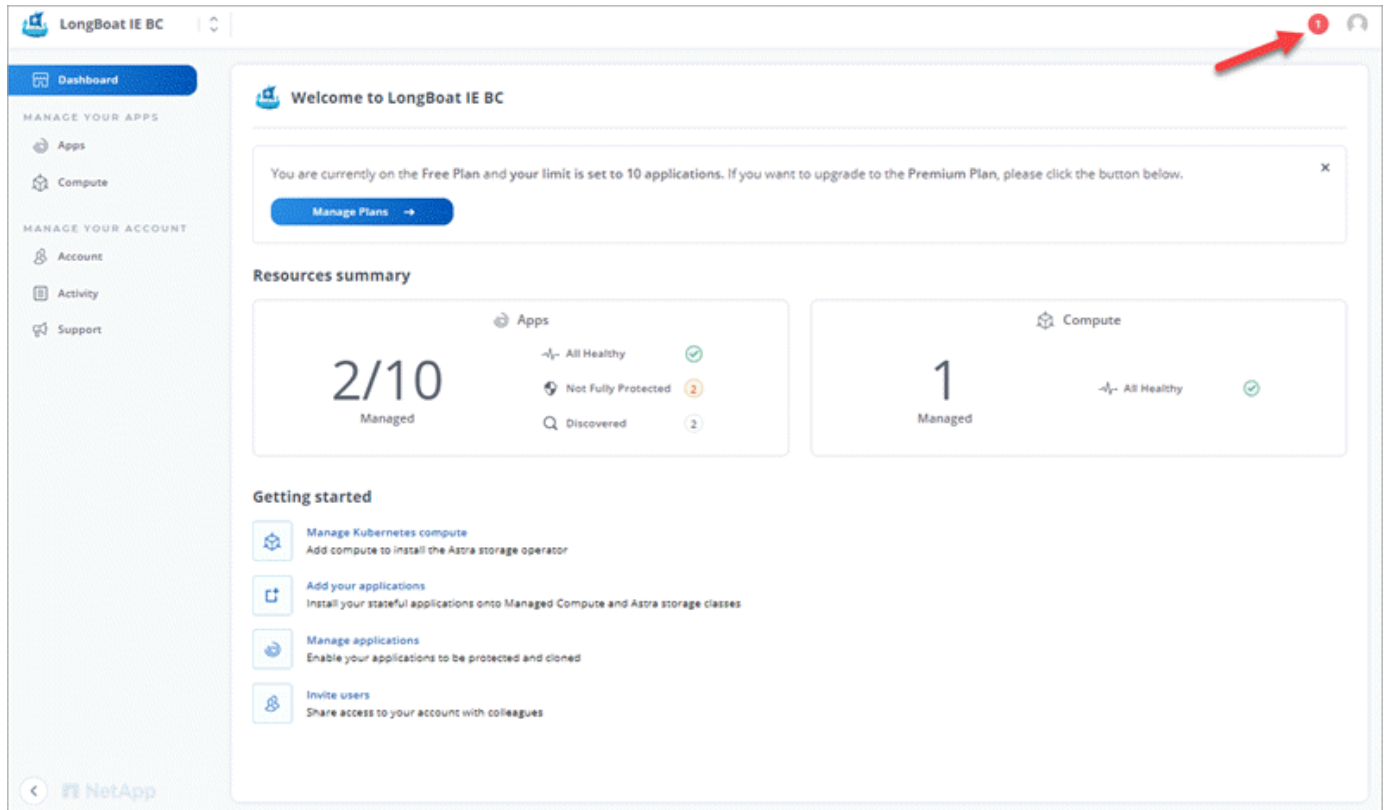 LongBoat IE BC
1
Dashboard
MANAGE YOUR APPS
Apps
Compute
MANAGE YOUR ACCOUNT
Account
Activity
Support
NetApp
Welcome to LongBoat IE BC
You are currently on the Free Plan and your limit is set to 10 applications. If you want to upgrade to the Premium Plan, please click the button below.
Manage Plans
Resources summary
Apps
2/10
Managed
All Healthy
Not Fully Protected 2
Discovered 2
Compute
1
Managed
All Healthy
Getting started
Manage Kubernetes compute
Add compute to install the Astra storage operator
Add your applications
Install your stateful applications onto Managed Compute and Astra storage classes
Manage applications
Enable your applications to be protected and cloned
Invite users
Share access to your account with colleagues